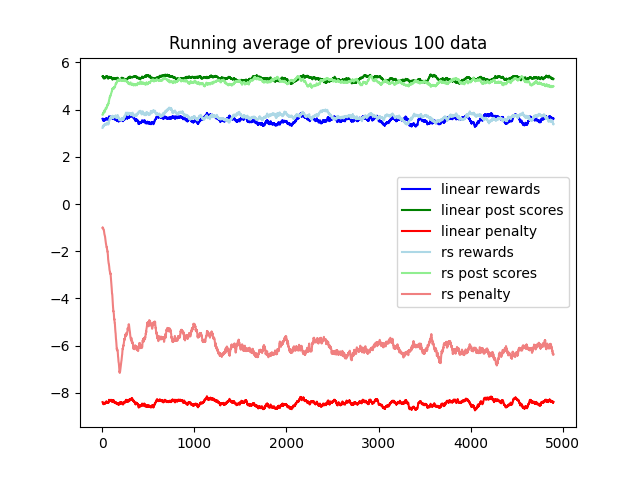 Running average of previous 100 data
6
4
2
0
−2
−4
−6
−8
linear rewards
linear post scores
linear penalty
rs rewards
rs post scores
rs penalty
0 1000 2000 3000 4000 5000